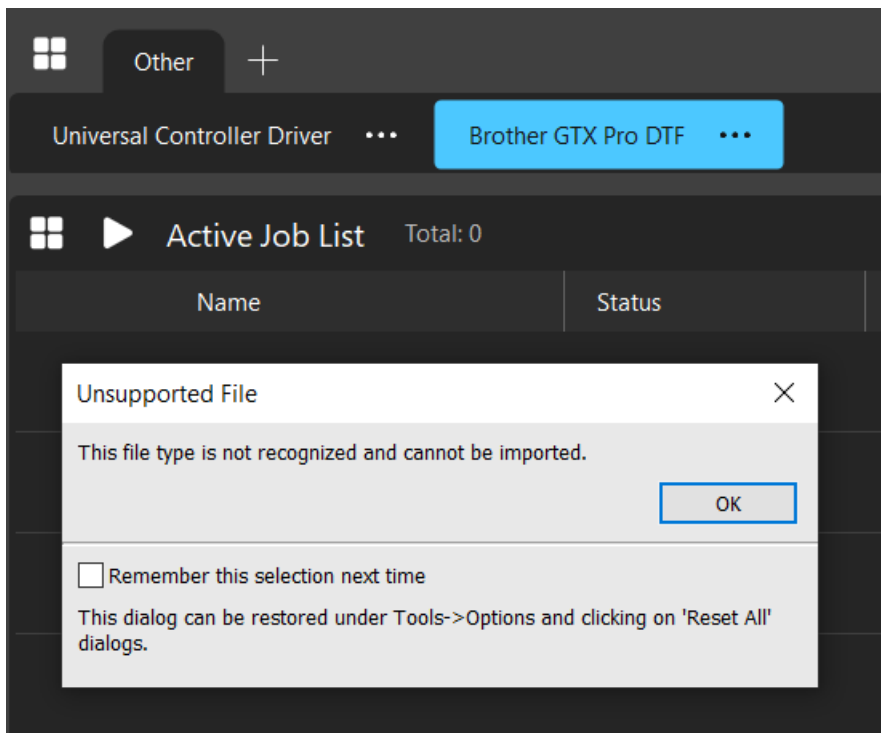 Other
Universal Controller Driver
Brother GTX Pro DTF
Active Job List Total: 0
Name Status
Unsupported File
This file type is not recognized and cannot be imported.
OK
Remember this selection next time
This dialog can be restored under Tools->Options and clicking on 'Reset All'
dialogs.